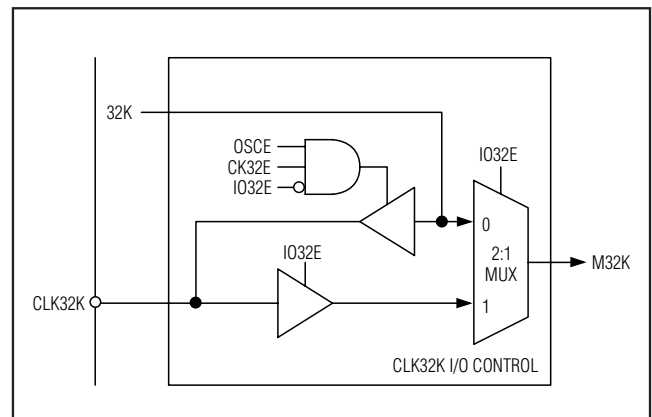 32K
OSCE
CK32E
IO32E
IO32E
0
2:1
MUX
M32K
IO32E
CLK32K
1
CLK32K I/O CONTROL